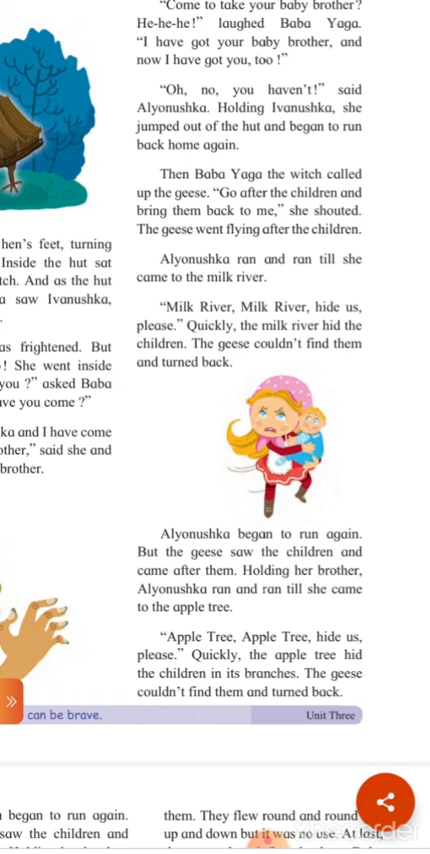 hen's feet, turning
Inside the hut sat
tch. And as the hut
a saw Ivanushka,
.
as frightened. But
! She went inside
you ?” asked Baba
ave you come ?”
ka and I have come
other,” said she and
brother.
“Come to take your baby brother?
He-he-he!” laughed Baba Yaga.
“I have got your baby brother, and
now I have got you, too !”
“Oh, no, you haven't!” said
Alyonushka. Holding Ivanushka, she
jumped out of the hut and began to run
back home again.
Then Baba Yaga the witch called
up the geese. “Go after the children and
bring them back to me,” she shouted.
The geese went flying after the children.
Alyonushka ran and ran till she
came to the milk river.
“Milk River, Milk River, hide us,
please.” Quickly, the milk river hid the
children. The geese couldn't find them
and turned back.
Alyonushka began to run again.
But the geese saw the children and
came after them. Holding her brother,
Alyonushka ran and ran till she came
to the apple tree.
“Apple Tree, Apple Tree, hide us,
please.” Quickly, the apple tree hid
the children in its branches. The geese
couldn't find them and turned back.
can be brave.
Unit Three
began to run again.
saw the children and
them. They flew round and round
up and down but it was no use. At last,